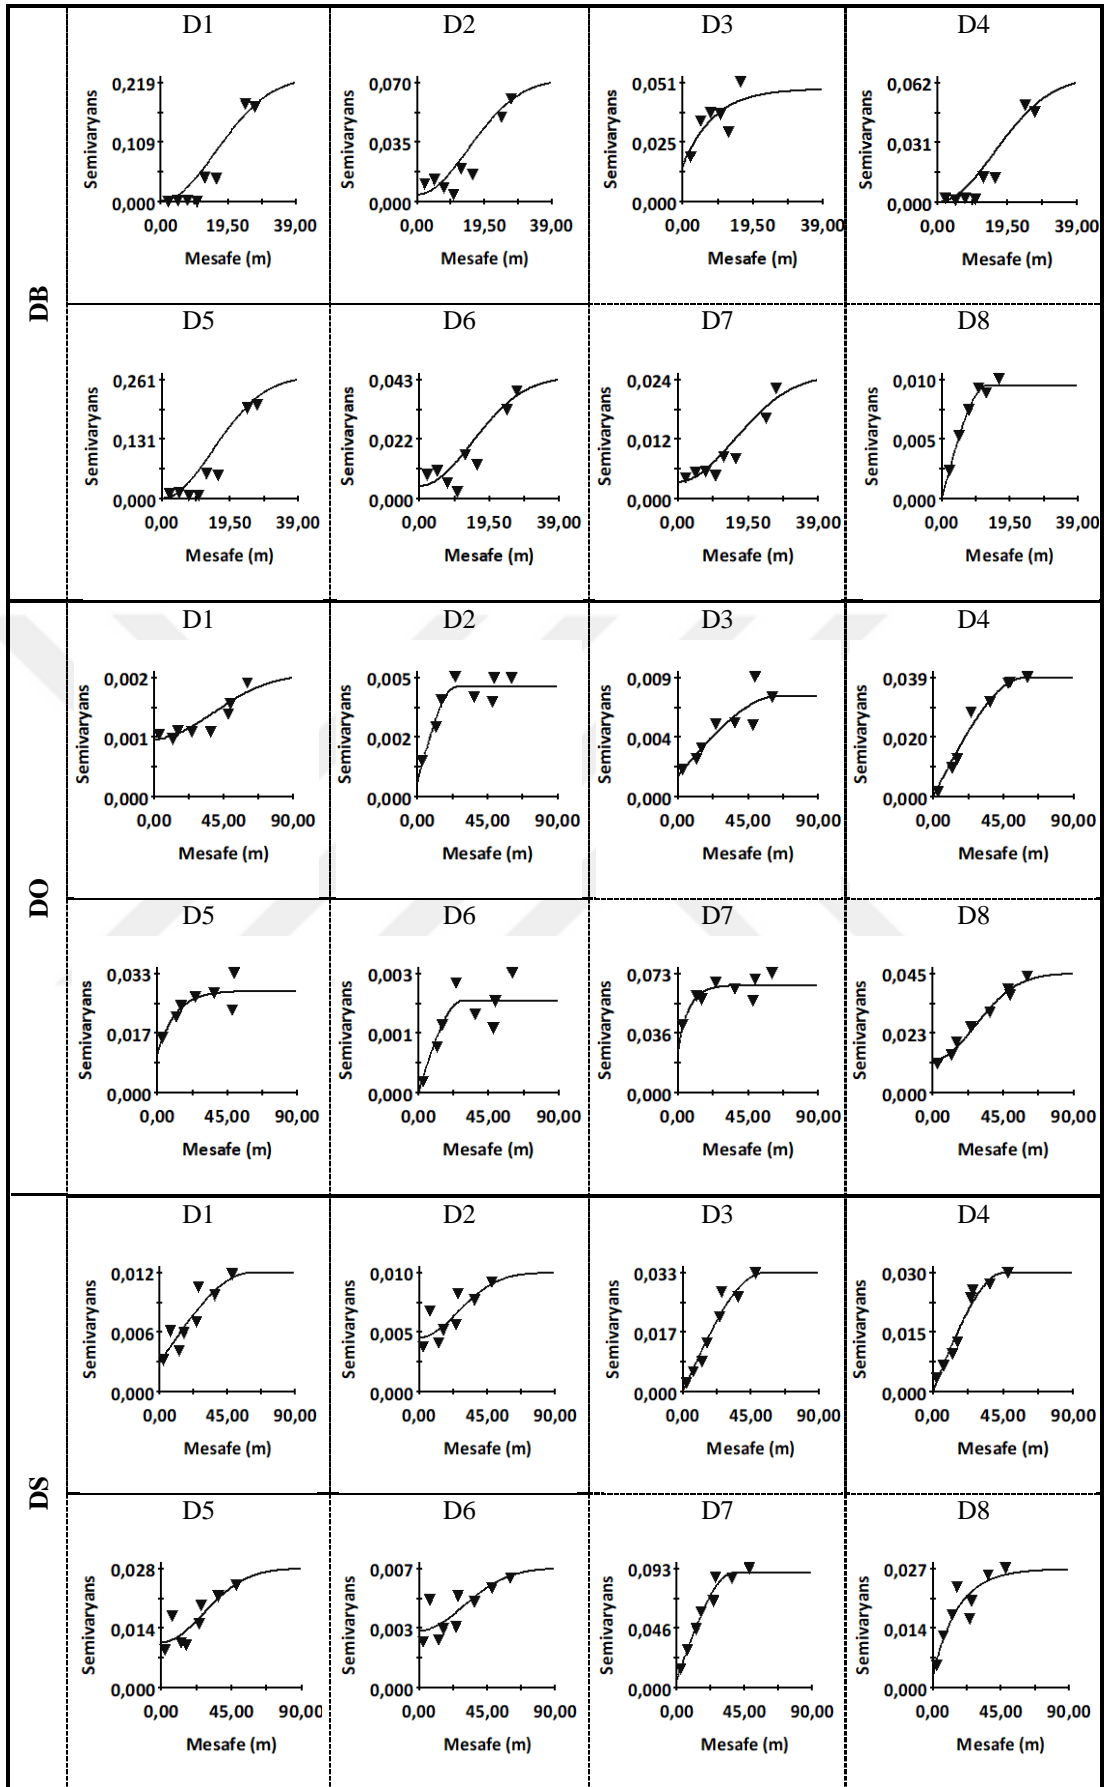 DB
D1
D2
D3
D4
Semivaryans
0,219
0,109
0,000
0,00 19,50 39,00
Mesafe (m)
Semivaryans
0,070
0,035
0,000
0,00 19,50 39,00
Mesafe (m)
Semivaryans
0,051
0,025
0,000
0,00 19,50 39,00
Mesafe (m)
Semivaryans
0,062
0,031
0,000
0,00 19,50 39,00
Mesafe (m)
D5
D6
D7
D8
Semivaryans
0,261
0,131
0,000
0,00 19,50 39,00
Mesafe (m)
Semivaryans
0,043
0,022
0,000
0,00 19,50 39,00
Mesafe (m)
Semivaryans
0,024
0,012
0,000
0,00 19,50 39,00
Mesafe (m)
Semivaryans
0,010
0,005
0,000
0,00 19,50 39,00
Mesafe (m)
DO
D1
D2
D3
D4
Semivaryans
0,002
0,001
0,000
0,00 45,00 90,00
Mesafe (m)
Semivaryans
0,005
0,002
0,000
0,00 45,00 90,00
Mesafe (m)
Semivaryans
0,009
0,004
0,000
0,00 45,00 90,00
Mesafe (m)
Semivaryans
0,039
0,020
0,000
0,00 45,00 90,00
Mesafe (m)
D5
D6
D7
D8
Semivaryans
0,033
0,017
0,000
0,00 45,00 90,00
Mesafe (m)
Semivaryans
0,003
0,001
0,000
0,00 45,00 90,00
Mesafe (m)
Semivaryans
0,073
0,036
0,000
0,00 45,00 90,00
Mesafe (m)
Semivaryans
0,045
0,023
0,000
0,00 45,00 90,00
Mesafe (m)
DS
D1
D2
D3
D4
Semivaryans
0,012
0,006
0,000
0,00 45,00 90,00
Mesafe (m)
Semivaryans
0,010
0,005
0,000
0,00 45,00 90,00
Mesafe (m)
Semivaryans
0,033
0,017
0,000
0,00 45,00 90,00
Mesafe (m)
Semivaryans
0,030
0,015
0,000
0,00 45,00 90,00
Mesafe (m)
D5
D6
D7
D8
Semivaryans
0,028
0,014
0,000
0,00 45,00 90,00
Mesafe (m)
Semivaryans
0,007
0,003
0,000
0,00 45,00 90,00
Mesafe (m)
Semivaryans
0,093
0,046
0,000
0,00 45,00 90,00
Mesafe (m)
Semivaryans
0,027
0,014
0,000
0,00 45,00 90,00
Mesafe (m)